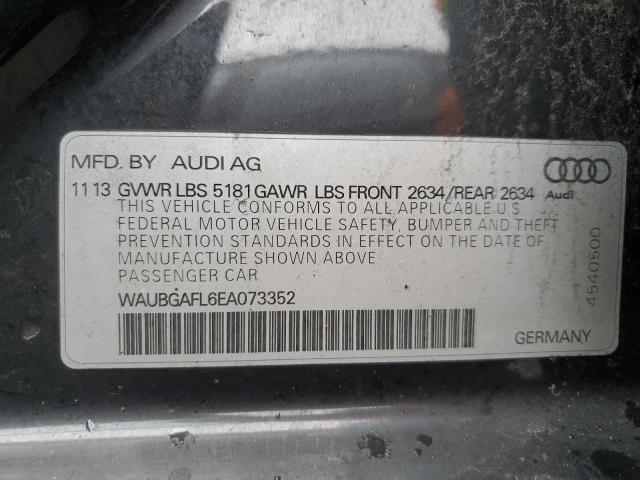 MFD. BY AUDI AG
11 13 GVWR LBS 5181 GAWR LBS FRONT 2634/REAR 2634
THIS VEHICLE CONFORMS TO ALL APPLICABLE U S
FEDERAL MOTOR VEHICLE SAFETY, BUMPER AND THEFT
PREVENTION STANDARDS IN EFFECT ON THE DATE OF
MANUFACTURE SHOWN ABOVE
PASSENGER CAR
WAUBGAFL6EA073352
Audi
4540500
GERMANY